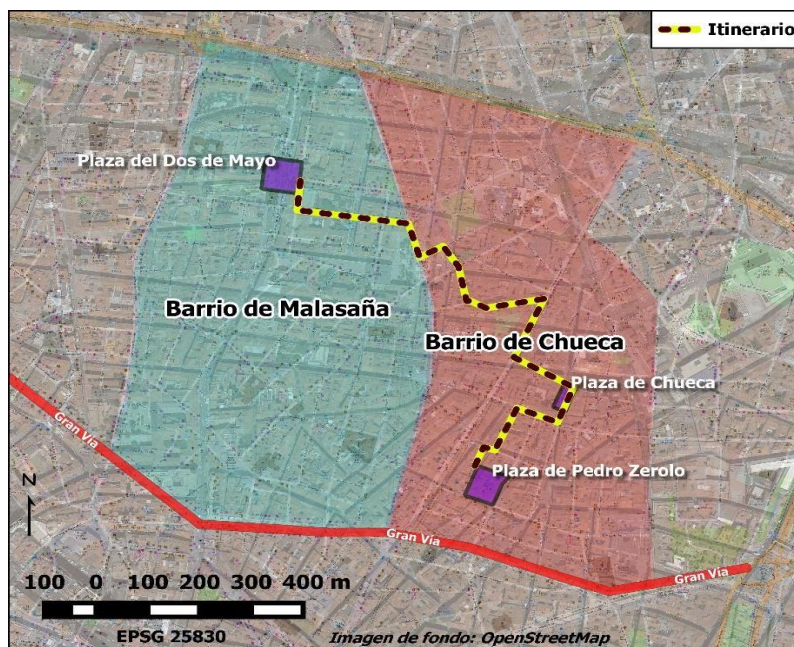 Itinerario
Plaza del Dos de Mayo
Barrio de Malasaña
Barrio de Chueca
Plaza de Chueca
Gran Vía
Plaza de Pedro Zerolo
N
Gran Vía
Gran Vía
100 0 100 200 300 400 m
EPSG 25830
Imagen de fondo: OpenStreetMap